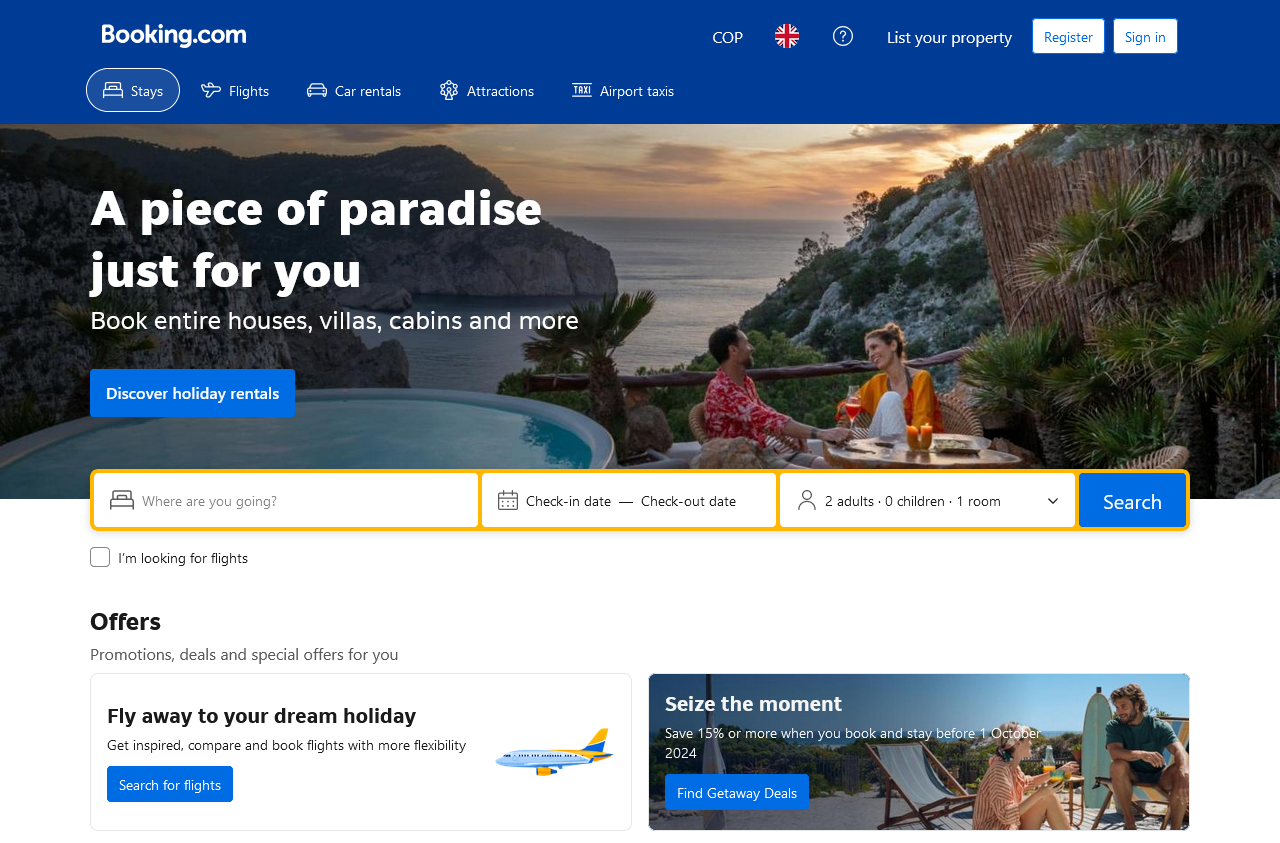 Booking.com
COP
List your property
Register
Sign in
Stays
Flights
Car rentals
Attractions
TAXI
Airport taxis
A piece of paradise
just for you
Book entire houses, villas, cabins and more
Discover holiday rentals
Where are you going?
Check-in date — Check-out date
2 adults · 0 children · 1 room
Search
I'm looking for flights
Offers
Promotions, deals and special offers for you
Fly away to your dream holiday
Get inspired, compare and book flights with more flexibility
Search for flights
Seize the moment
Save 15% or more when you book and stay before 1 October
2024
Find Getaway Deals